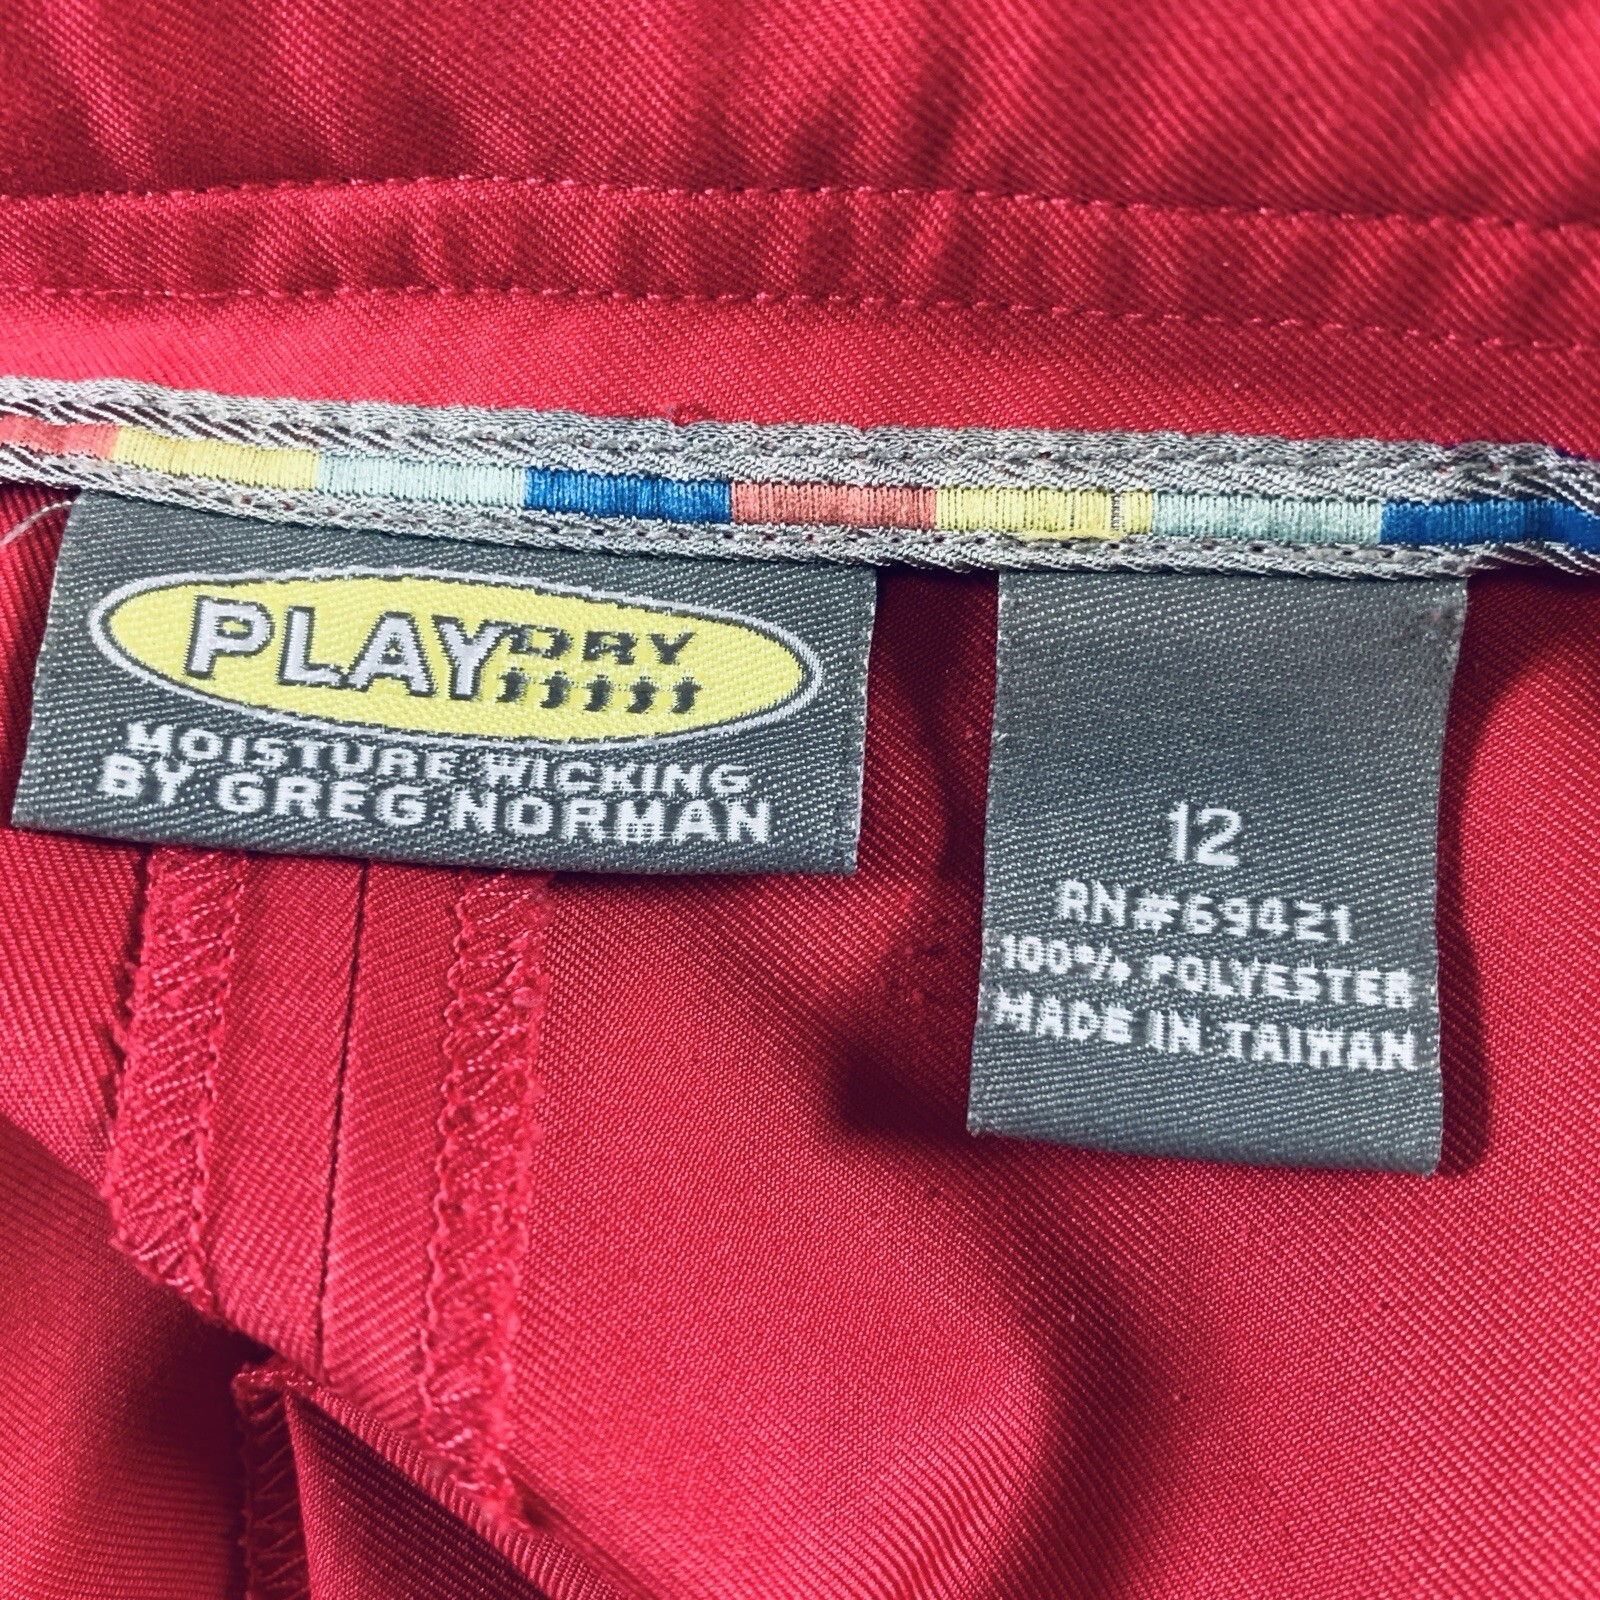 PLAYDRY
MOISTURE WICKING
BY GREG NORMAN
12
RN#69421
100% POLYESTER
MADE IN TAIWAN